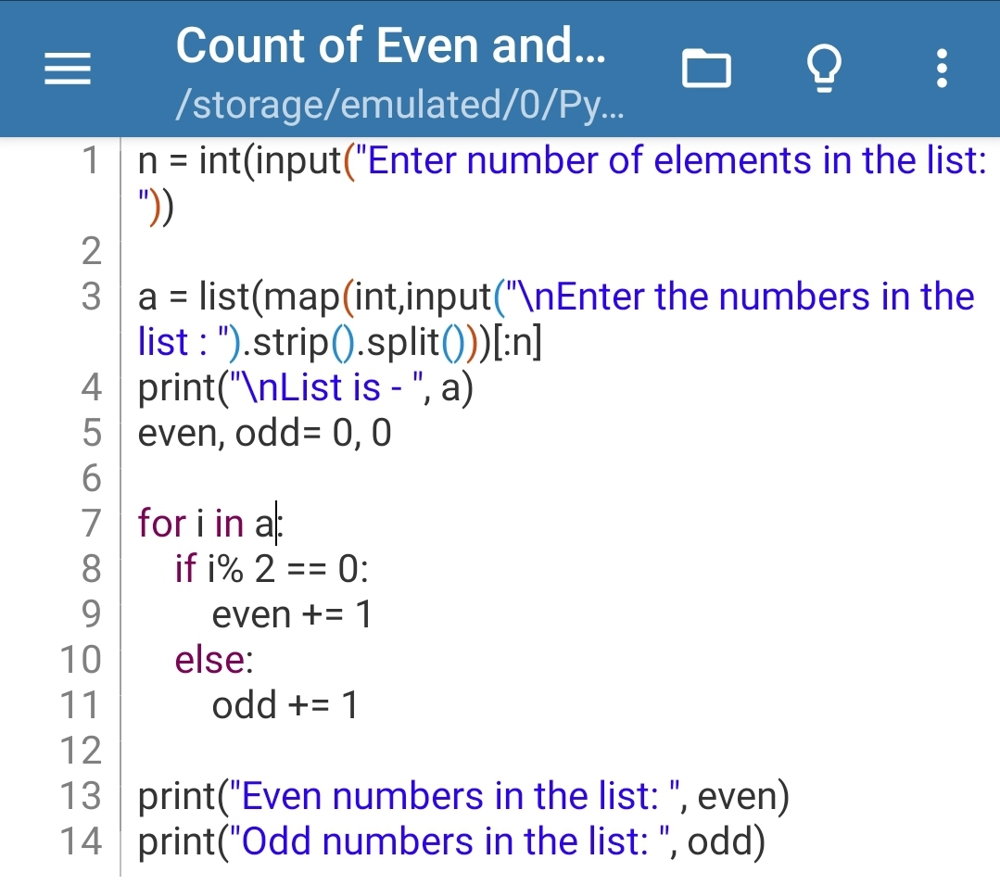 Count of Even and...
/storage/emulated/0/Py...
1 n = int(input("Enter number of elements in the list:
"))
2
3 a = list(map(int,input("\nEnter the numbers in the
list : ").strip().split()))[:n]
4 print("\nList is - ", a)
5 even, odd= 0, 0
6
7 for i in a:
8 if i% 2 == 0:
9 even += 1
10 else:
11 odd += 1
12
13 print("Even numbers in the list: ", even)
14 print("Odd numbers in the list: ", odd)